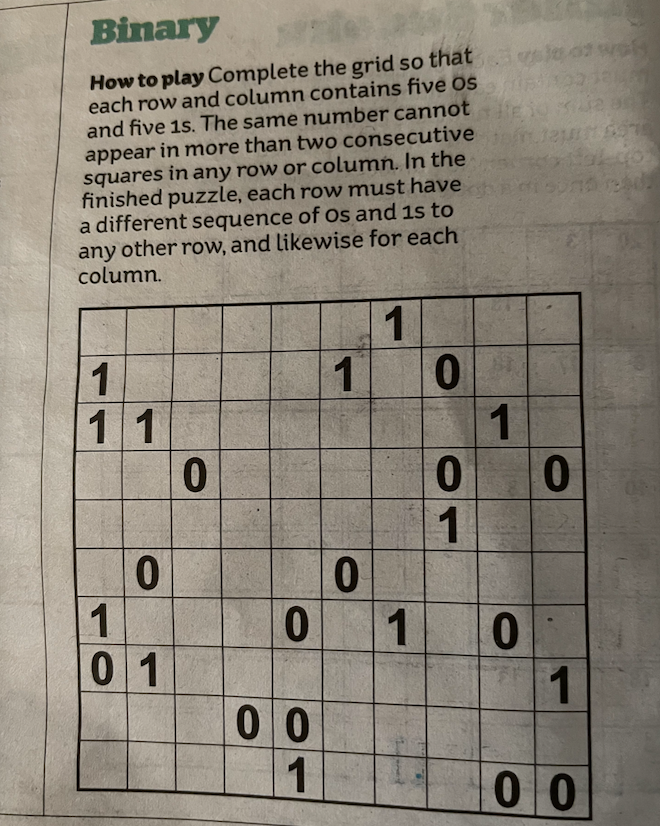 Binary
How to play Complete the grid so that
each row and column contains five 0s
and five 1s. The same number cannot
appear in more than two consecutive
squares in any row or column. In the
finished puzzle, each row must have
a different sequence of 0s and 1s to
any other row, and likewise for each
column.
1
1 1 0
1 1 1
0 0 0
1
0 0
1 0 1 0
0 1 1
0 0
1 0 0